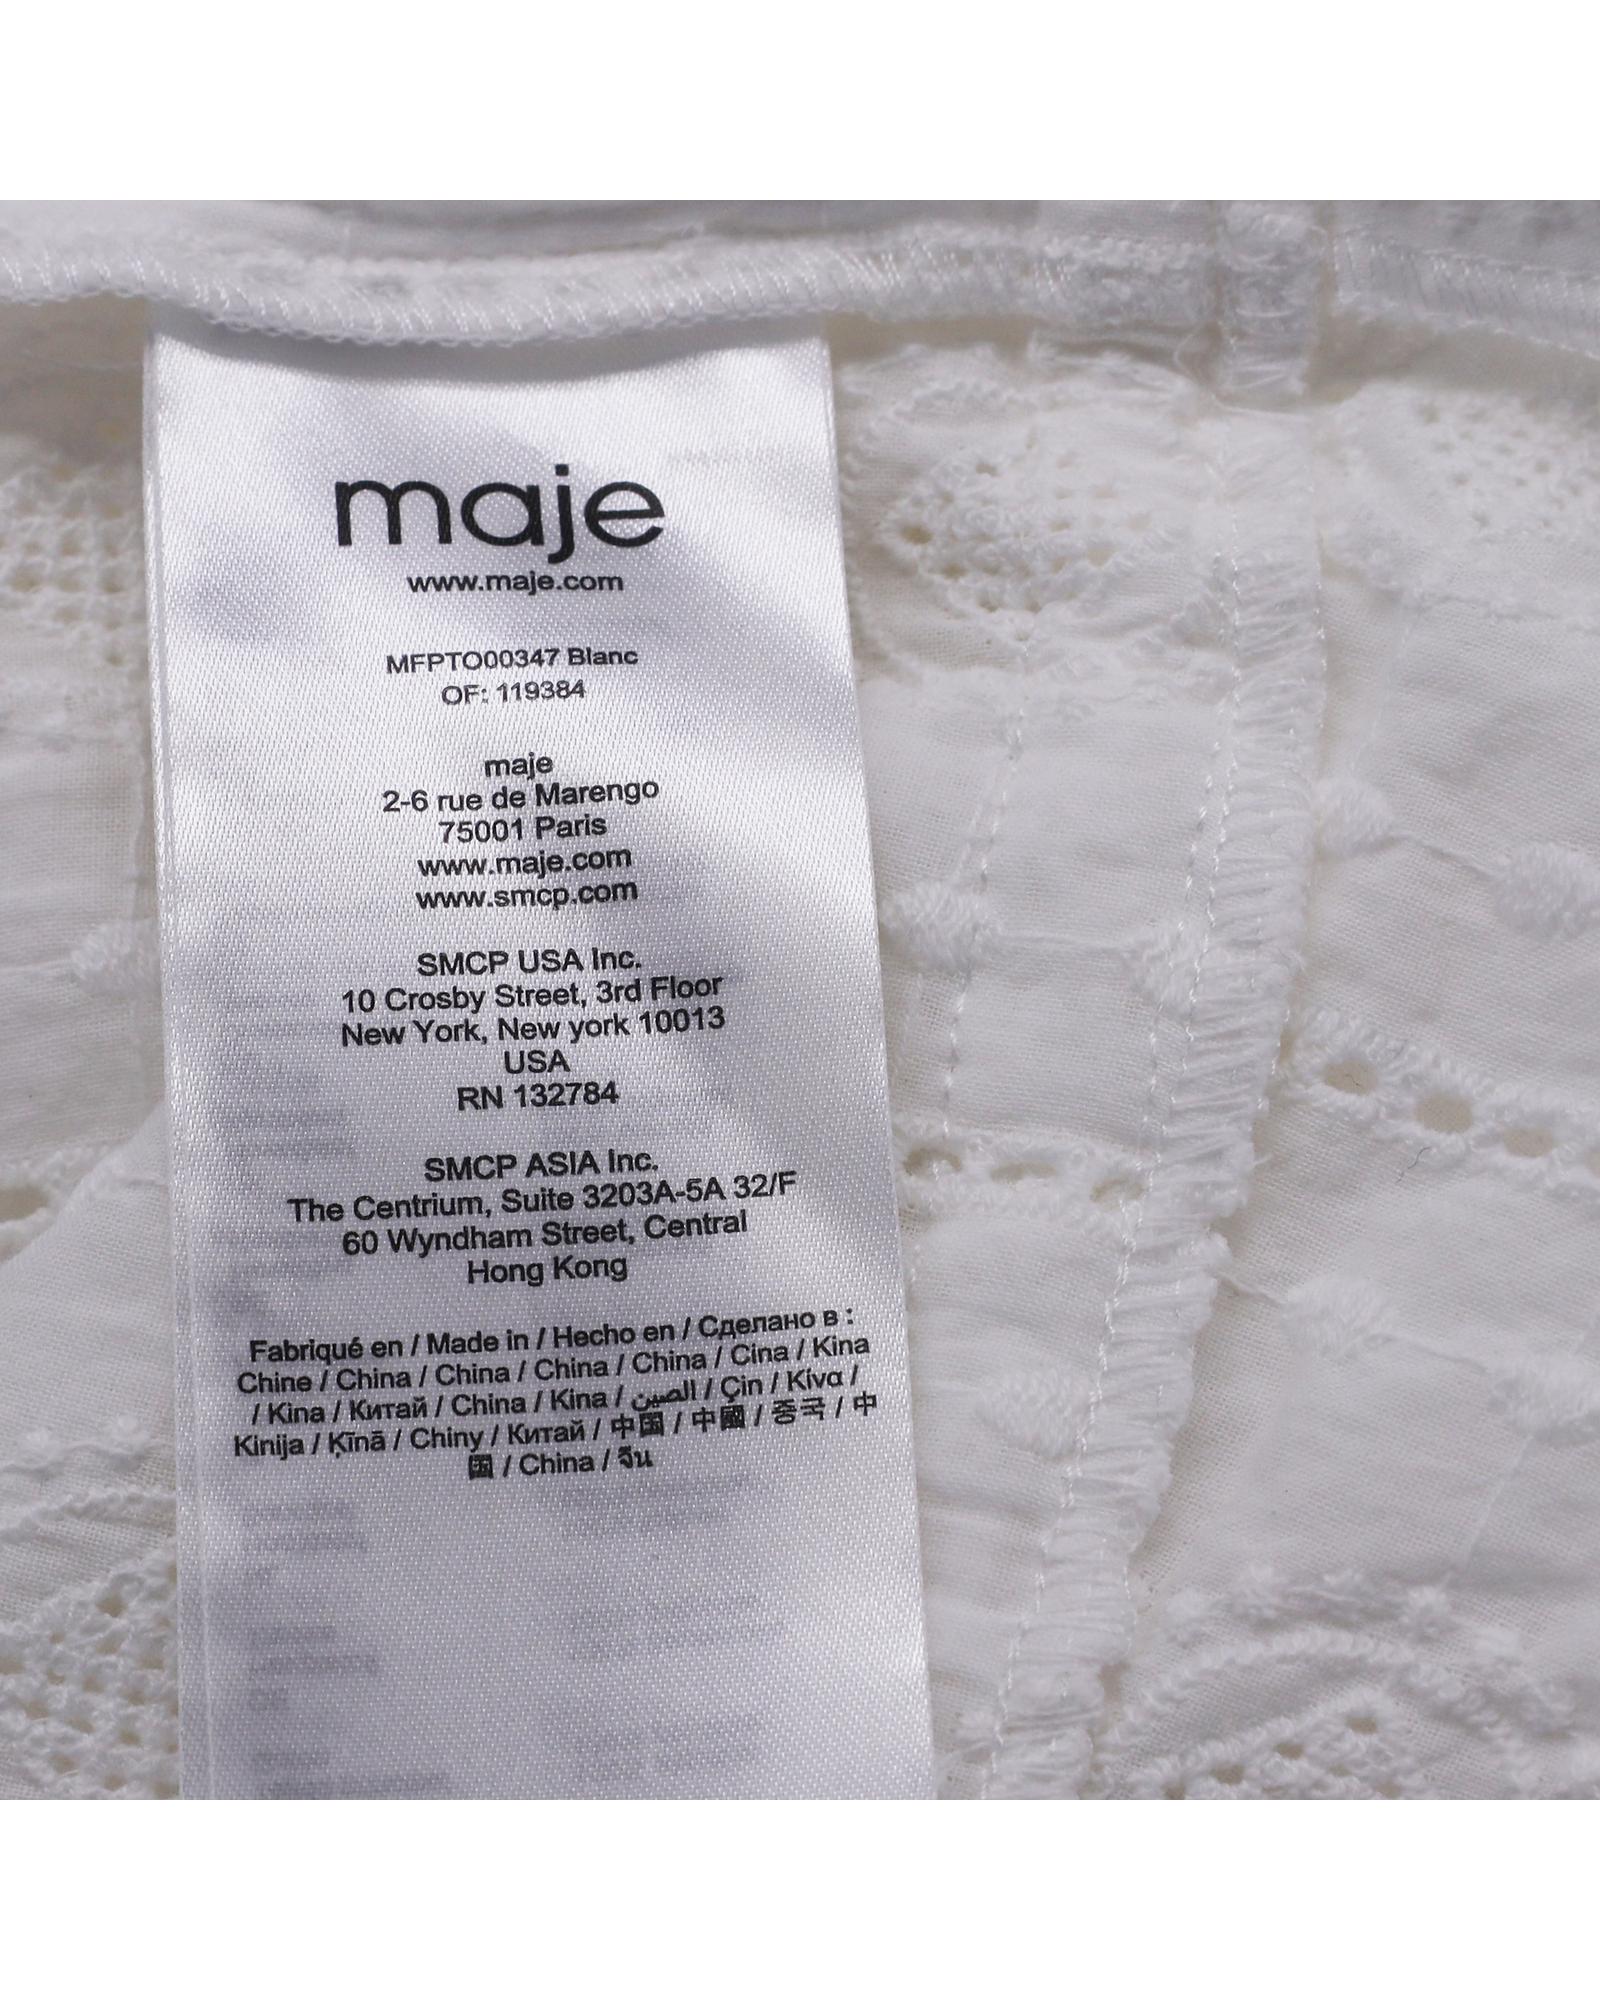 maje
www.maje.com
MFPTO00347 Blanc
OF: 119384
maje
2-6 rue de Marengo
75001 Paris
www.maje.com
www.smcp.com
SMCP USA Inc.
10 Crosby Street, 3rd Floor
New York, New york 10013
USA
RN 132784
SMCP ASIA Inc.
The Centrium, Suite 3203A-5A 32/F
60 Wyndham Street, Central
Hong Kong
Fabriqué en / Made in / Hecho en / Сделано в :
Chine / China / China / China / China / Cina / Kina
/ Kina / Китай / China / Kina / الصين / Çin / Κίνα /
Kinija / Ķīnā / Chiny / Китай / 中国 / 中國 / 중국 / 中
国 / China / จีน